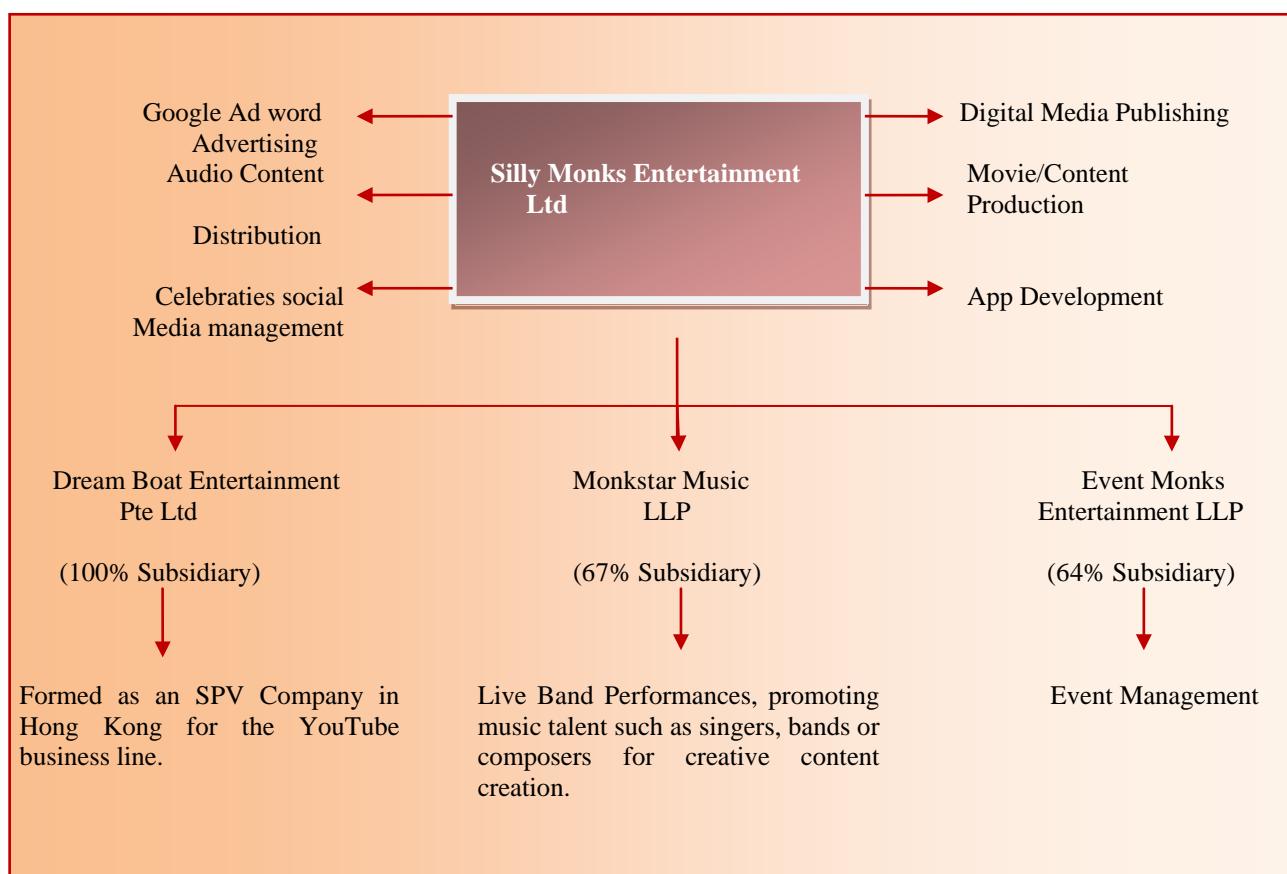 Google Ad word
Advertising
Audio Content
Distribution
Celebraties social
Media management
Silly Monks Entertainment
Ltd
Digital Media Publishing
Movie/Content
Production
App Development
Dream Boat Entertainment
Pte Ltd
(100% Subsidiary)
Monkstar Music
LLP
(67% Subsidiary)
Event Monks
Entertainment LLP
(64% Subsidiary)
Formed as an SPV Company in
Hong Kong for the YouTube
business line.
Live Band Performances, promoting
music talent such as singers, bands or
composers for creative content
creation.
Event Management